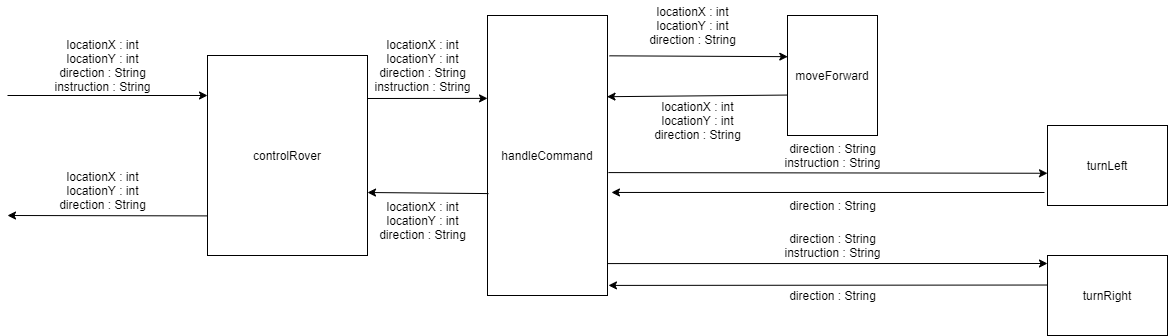 locationX : int
locationY : int
direction : String
instruction : String
controlRover
locationX : int
locationY : int
direction : String
locationX : int
locationY : int
direction : String
instruction : String
locationX : int
locationY : int
direction : String
handleCommand
locationX : int
locationY : int
direction : String
moveForward
locationX : int
locationY : int
direction : String
direction : String
instruction : String
turnLeft
direction : String
direction : String
instruction : String
turnRight
direction : String